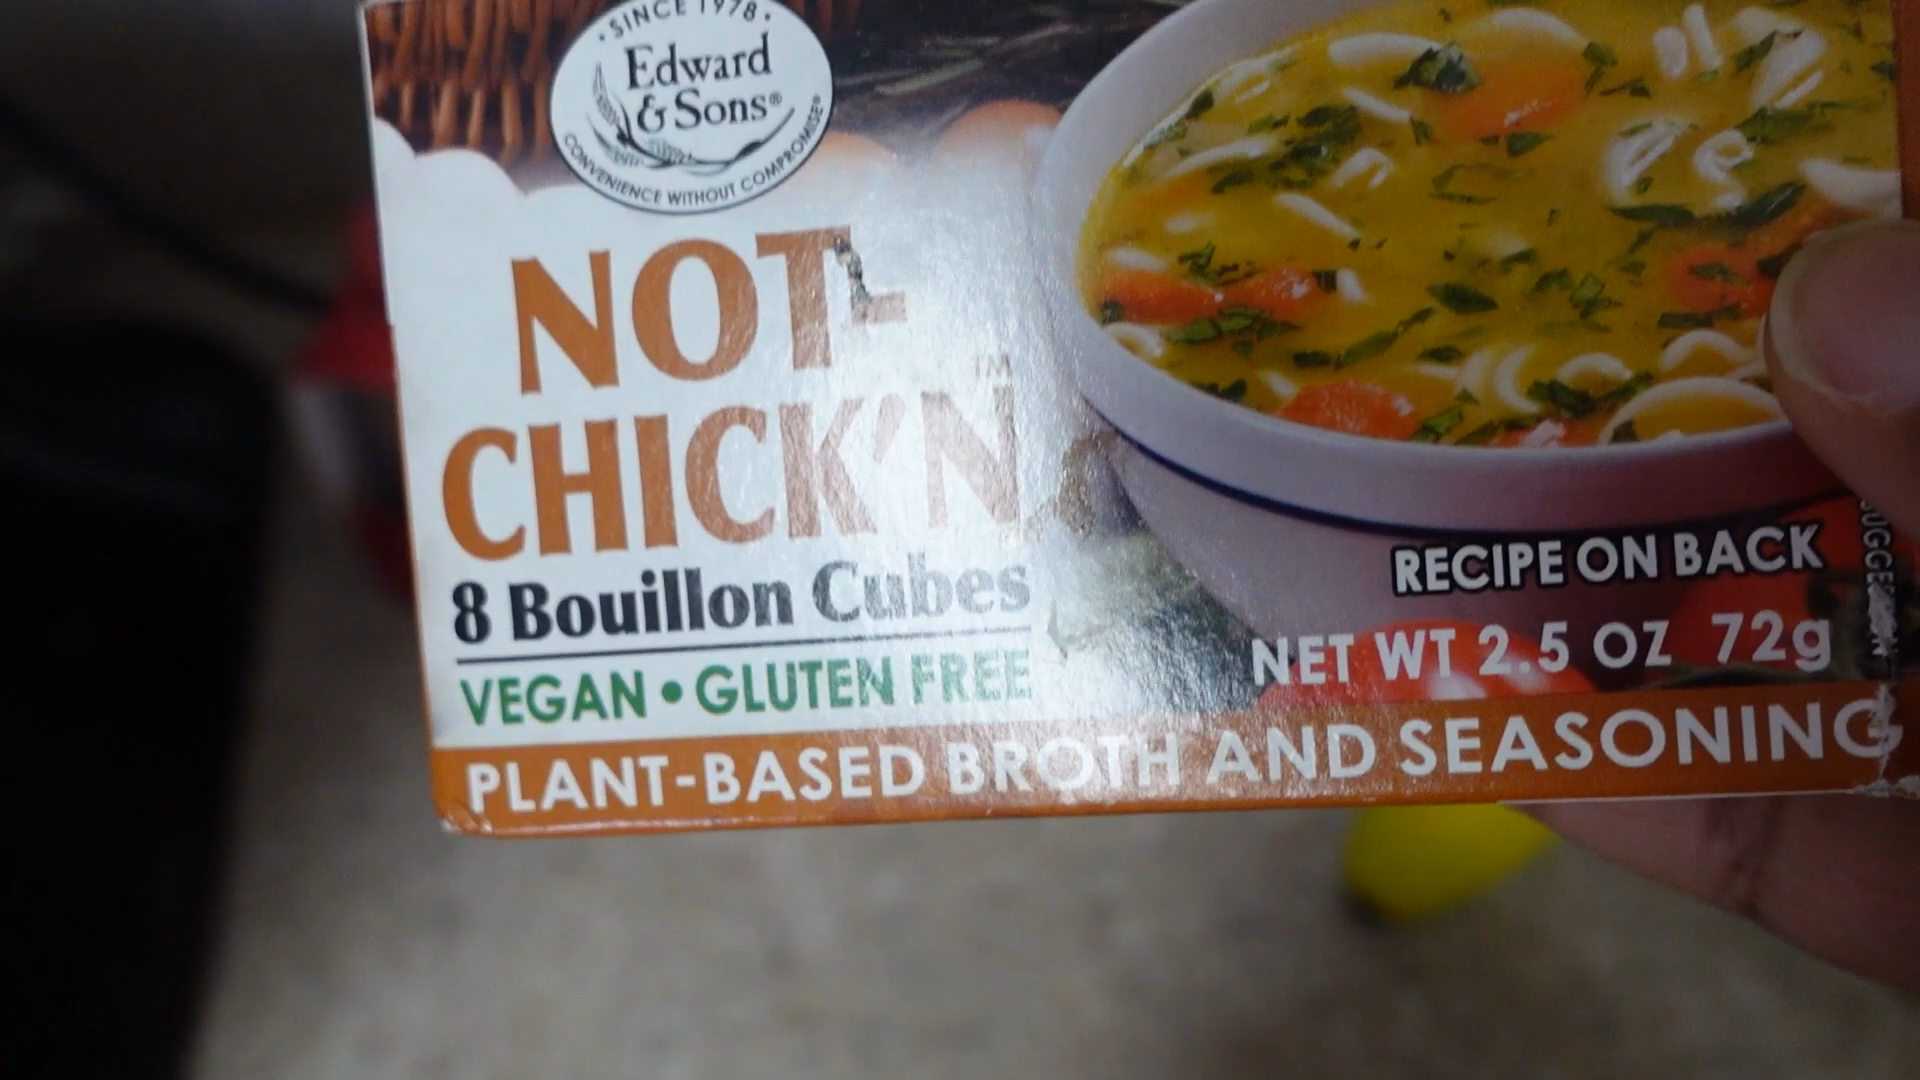 • SINCE 1978 •
Edward
& Sons®
CONVENIENCE WITHOUT COMPROMISE®
NOT-
CHICK'N™
8 Bouillon Cubes
VEGAN • GLUTEN FREE
RECIPE ON BACK
NET WT 2.5 OZ 72g
PLANT-BASED BROTH AND SEASONING